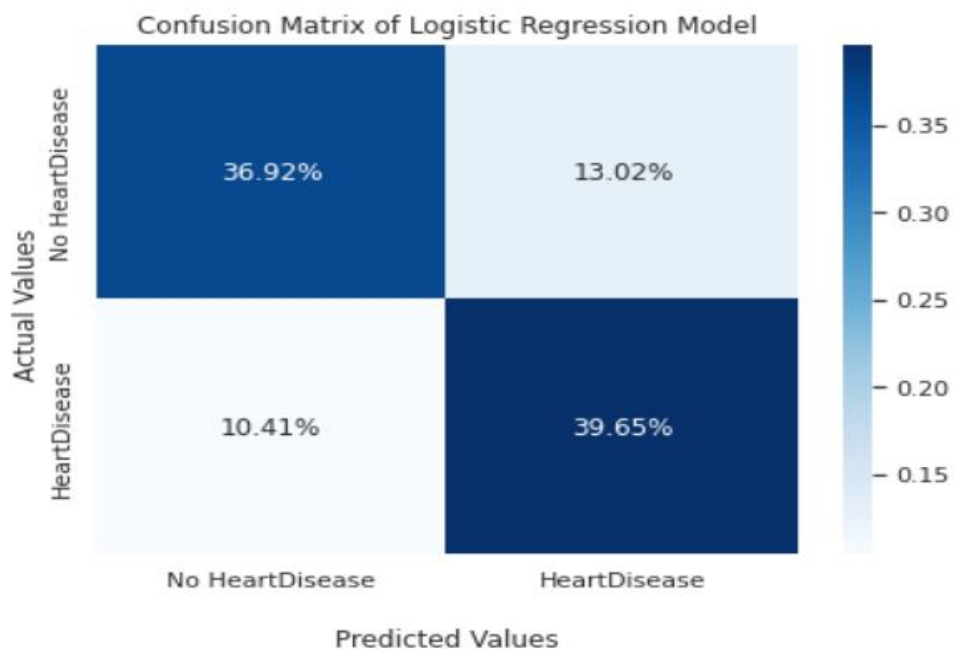 Confusion Matrix of Logistic Regression Model
Actual Values
No HeartDisease
HeartDisease
36.92%
13.02%
10.41%
39.65%
No HeartDisease
HeartDisease
Predicted Values
0.35
0.30
0.25
0.20
0.15